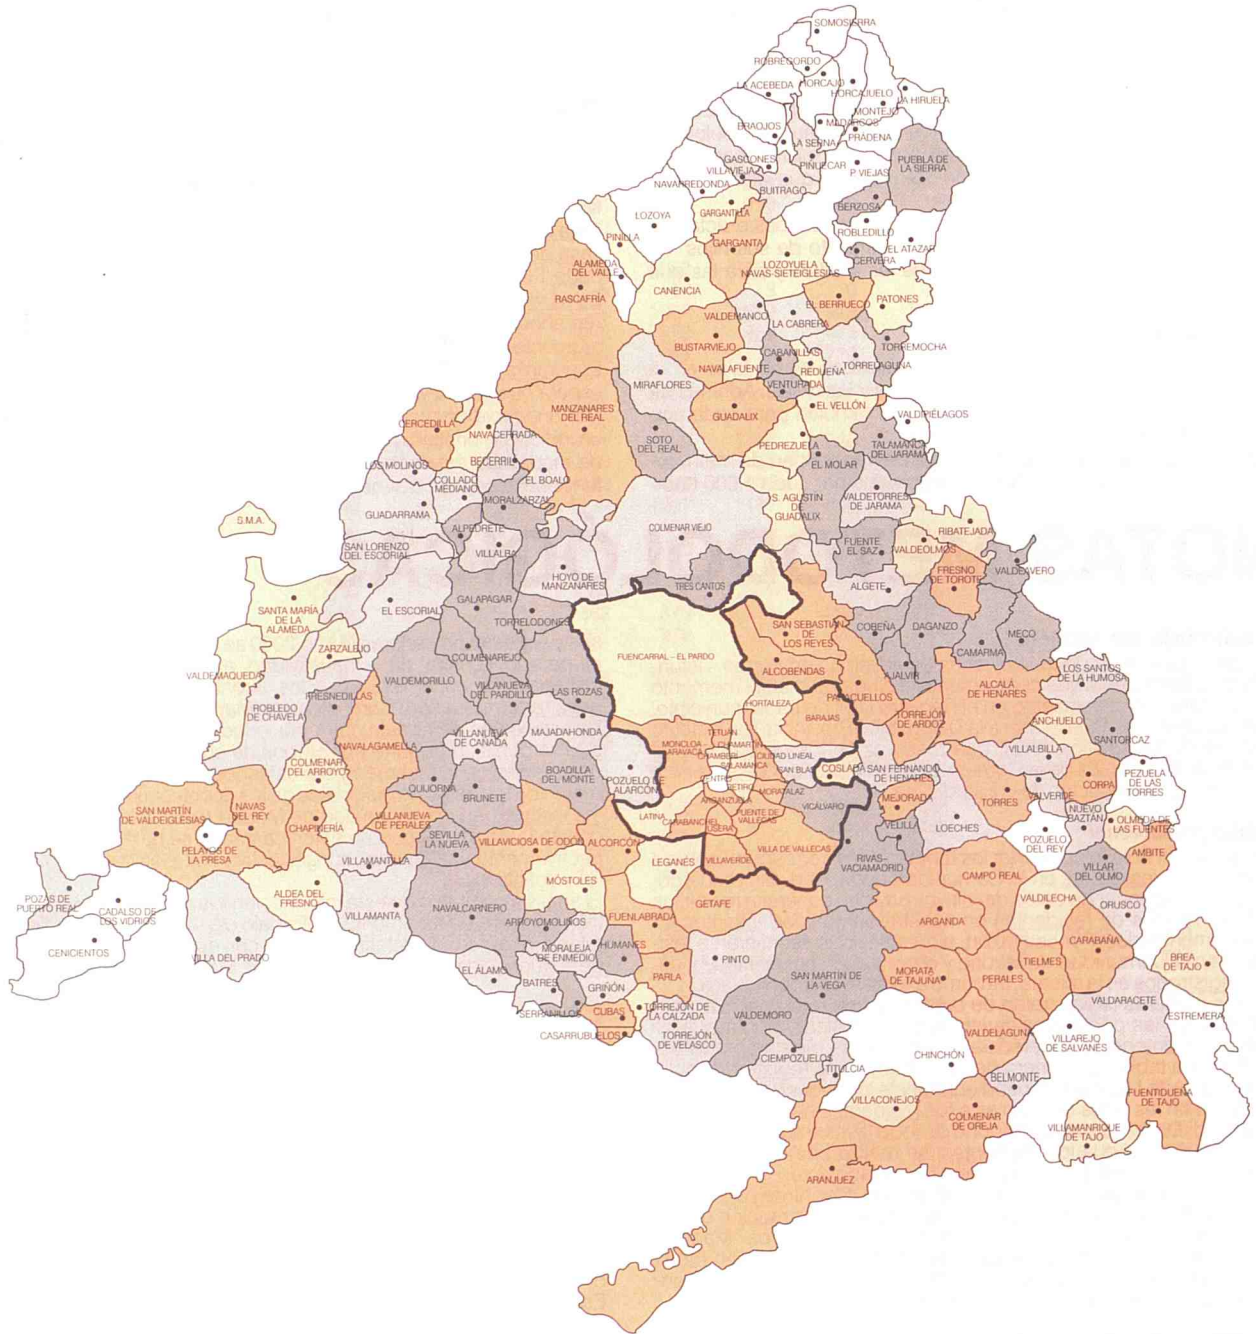 SOMOSIERRA
ROBREGORDO
LA ACEBEDA
HORCAJO
HORCAJUELO
LA HIRUELA
MONTEJO
BRAOJOS
MADARCOS
PRÁDENA
LA SERNA
GASCONES
PIÑUECAR
P. VIEJAS
PUEBLA DE
LA SIERRA
VILLAVIEJA
NAVARREDONDA
BUITRAGO
BERZOSA
LOZOYA
GARGANTILLA
ROBLEDILLO
PINILLA
GARGANTA
EL ATAZAR
CERVERA
ALAMEDA
DEL VALLE
LOZOYUELA
NAVAS-SIETEIGLESIAS
RASCAFRÍA
CANENCIA
EL BERRUECO
PATONES
VALDEMANCO
LA CABRERA
BUSTARVIEJO
CABANILLAS
TORREMOCHA
NAVALAFUENTE
REDUEÑA
TORRELAGUNA
MIRAFLORES
VENTURADA
MANZANARES
DEL REAL
GUADALIX
EL VELLÓN
VALDEPIÉLAGOS
CERCEDILLA
NAVACERRADA
SOTO
DEL REAL
PEDREZUELA
TALAMANCA
DEL JARAMA
LOS MOLINOS
BECERRIL
EL MOLAR
COLLADO
MEDIANO
EL BOALO
MORALZARZAL
S. AGUSTÍN
DE
GUADALIX
VALDETORRES
DE JARAMA
GUADARRAMA
S.M.A.
COLMENAR VIEJO
RIBATEJADA
ALPEDRETE
VILLALBA
FUENTE
EL SAZ
VALDEOLMOS
SAN LORENZO
DEL ESCORIAL
FRESNO
DE TOROTE
VALDEAVERO
HOYO DE
MANZANARES
TRES CANTOS
ALGETE
EL ESCORIAL
GALAPAGAR
SANTA MARÍA
DE LA
ALAMEDA
TORRELODONES
SAN SEBASTIAN
DE
LOS REYES
COBEÑA
DAGANZO
MECO
ZARZALEJO
COLMENAREJO
FUENCARRAL – EL PARDO
CAMARMA
VALDEMAQUEDA
VALDEMORILLO
ALCOBENDAS
AJALVIR
LOS SANTOS
DE LA HUMOSA
FRESNEDILLAS
VILLANUEVA
DEL PARDILLO
LAS ROZAS
PARACUELLOS
ALCALÁ
DE HENARES
ROBLEDO
DE CHAVELA
HORTALEZA
BARAJAS
TORREJÓN
DE ARDOZ
ANCHUELO
VILLANUEVA
DE CAÑADA
MAJADAHONDA
TETUÁN
SANTORCAZ
NAVALAGAMELLA
MONCLOA -
ARAVACA
CHAMARTÍN
CHAMBERÍ
CIUDAD LINEAL
VILLALBILLA
COLMENAR
DEL ARROYO
SALAMANCA
SAN BLAS
COSLADA
SAN FERNANDO
DE HENARES
BOADILLA
DEL MONTE
POZUELO DE
ALARCÓN
CENTRO
RETIRO
MORATALAZ
CORPA
PEZUELA
DE LAS
TORRES
QUIJORNA
BRUNETE
ARGANZUELA
VICÁLVARO
MEJORADA
TORRES
VALVERDE
NUEVO
BAZTÁN
SAN MARTÍN
DE VALDEIGLESIAS
NAVAS
DEL REY
CHAPINERÍA
VILLANUEVA
DE PERALES
LATINA
CARABANCHEL
USERA
PUENTE DE
VALLECAS
VELILLA
LOECHES
OLMEDA DE
LAS FUENTES
SEVILLA
LA NUEVA
POZUELO
DEL REY
PELAYOS DE
LA PRESA
VILLAVICIOSA DE ODÓN
ALCORCÓN
VILLA DE VALLECAS
AMBITE
VILLAMANTILLA
LEGANÉS
VILLAVERDE
RIVAS–
VACIAMADRID
VILLAR
DEL OLMO
CAMPO REAL
POZAS DE
PUERTO REAL
ALDEA DEL
FRESNO
MÓSTOLES
VALDILECHA
CADALSO DE
LOS VIDRIOS
VILLAMANTA
NAVALCARNERO
GETAFE
ORUSCO
FUENLABRADA
ARGANDA
ARROYOMOLINOS
CENICIENTOS
VILLA DEL PRADO
MORALEJA
DE ENMEDIO
HUMANES
CARABAÑA
BREA
DE TAJO
PINTO
EL ÁLAMO
PARLA
SAN MARTÍN DE
LA VEGA
MORATA
DE TAJUÑA
PERALES
TIELMES
BATRES
GRIÑÓN
SERRANILLOS
CUBAS
TORREJÓN DE
LA CALZADA
VALDARACETE
ESTREMERA
VALDEMORO
CASARRUBUELOS
TORREJÓN
DE VELASCO
VALDELAGUNA
VILLAREJO
DE SALVANÉS
CIEMPOZUELOS
CHINCHÓN
TITULCIA
BELMONTE
VILLACONEJOS
FUENTIDUEÑA
DE TAJO
COLMENAR
DE OREJA
VILLAMANRIQUE
DE TAJO
ARANJUEZ